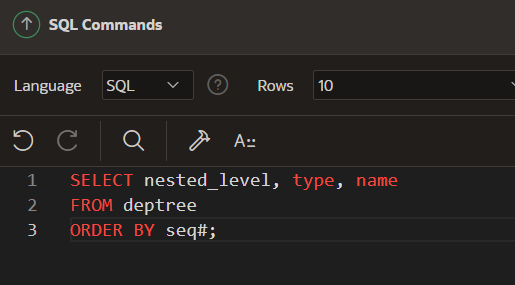 SQL Commands
Language SQL ? Rows 10
A::
1 SELECT nested_level, type, name
2 FROM deptree
3 ORDER BY seq#;